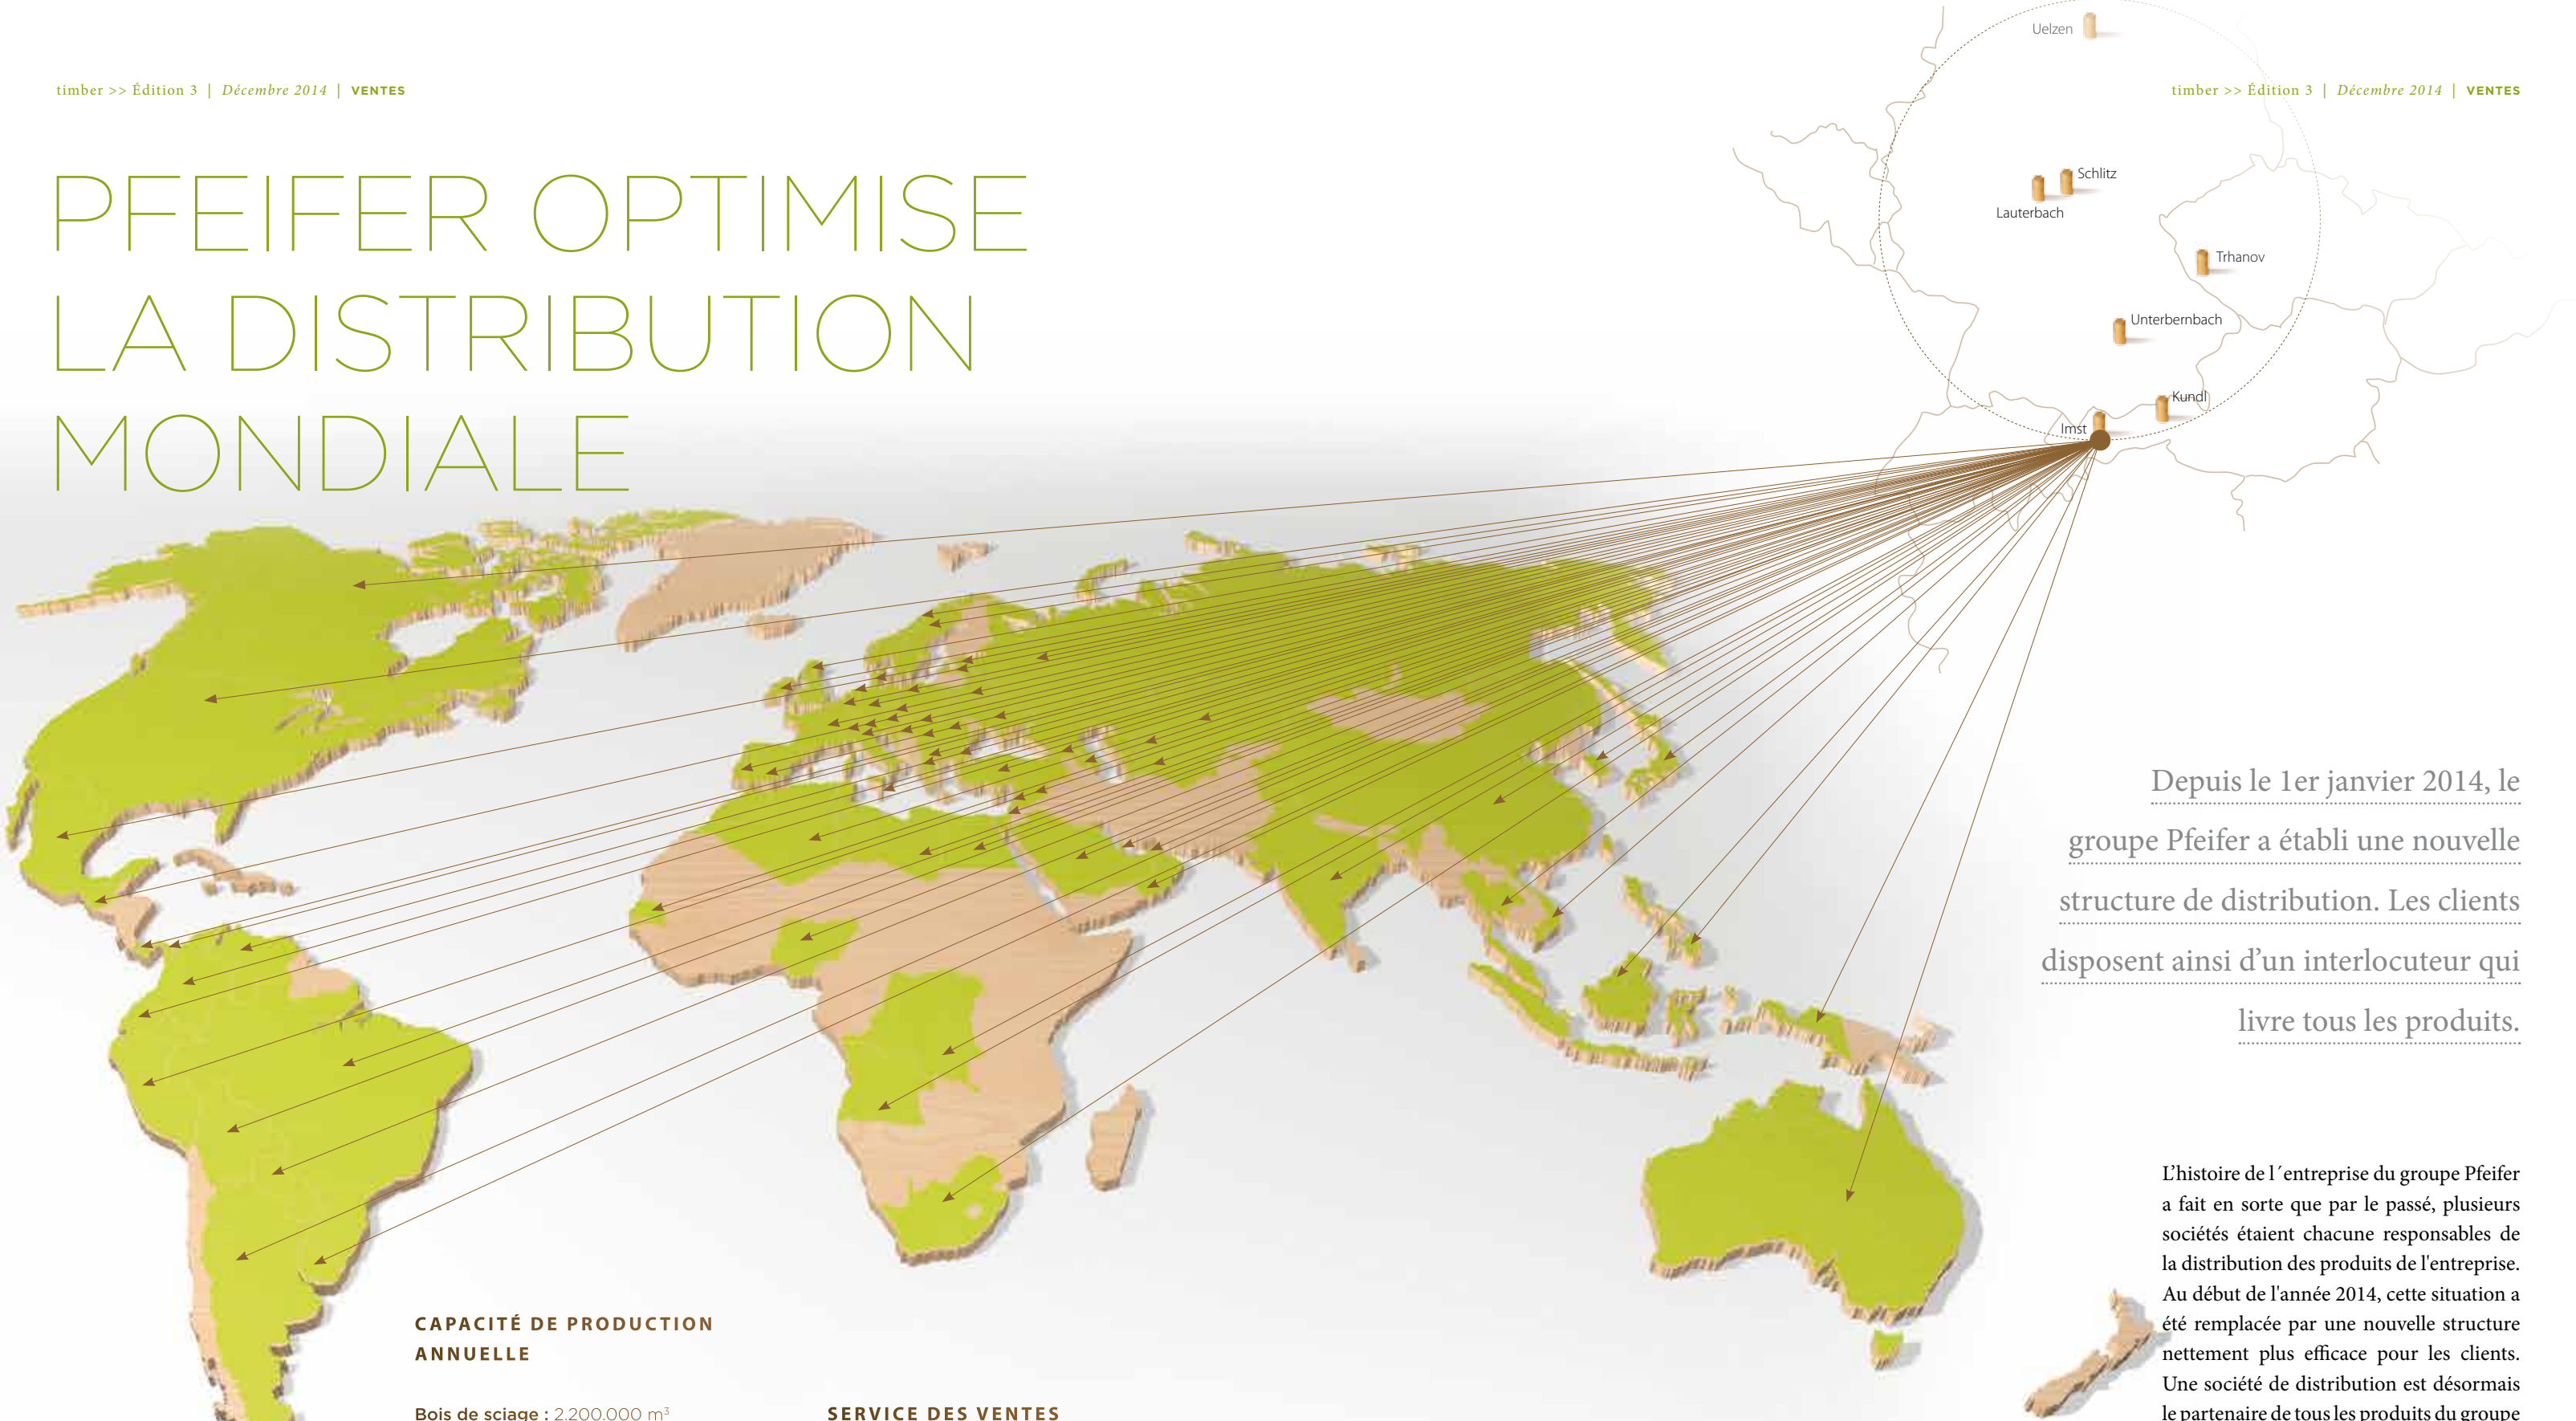 timber >> Édition 3 | Décembre 2014 | VENTES
timber >> Édition 3 | Décembre 2014 | VENTES
PFEIFER OPTIMISE
LA DISTRIBUTION
MONDIALE
Uelzen
Schlitz
Lauterbach
Trhanov
Unterbernbach
Kundl
Imst
Depuis le 1er janvier 2014, le
groupe Pfeifer a établi une nouvelle
structure de distribution. Les clients
disposent ainsi d’un interlocuteur qui
livre tous les produits.
L’histoire de l´entreprise du groupe Pfeifer
a fait en sorte que par le passé, plusieurs
sociétés étaient chacune responsables de
la distribution des produits de l'entreprise.
Au début de l'année 2014, cette situation a
été remplacée par une nouvelle structure
nettement plus efficace pour les clients.
Une société de distribution est désormais
le partenaire de tous les produits du groupe
CAPACITÉ DE PRODUCTION
ANNUELLE
Bois de sciage : 2.200.000 m³
SERVICE DES VENTES